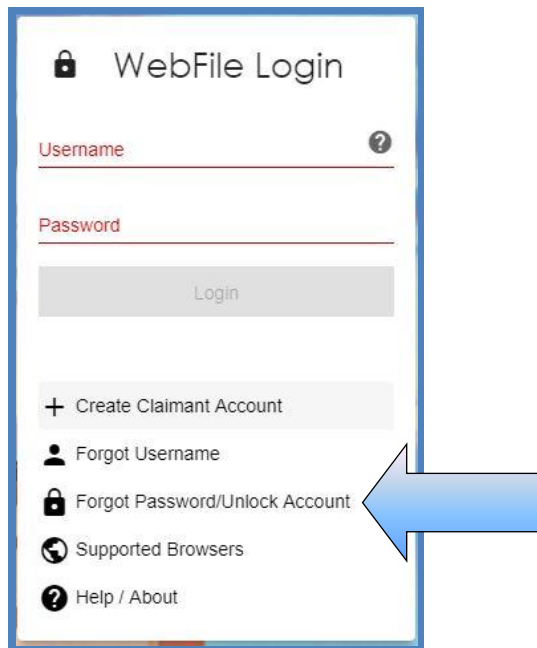 WebFile Login
Username
Password
Login
Create Claimant Account
Forgot Username
Forgot Password/Unlock Account
Supported Browsers
Help / About